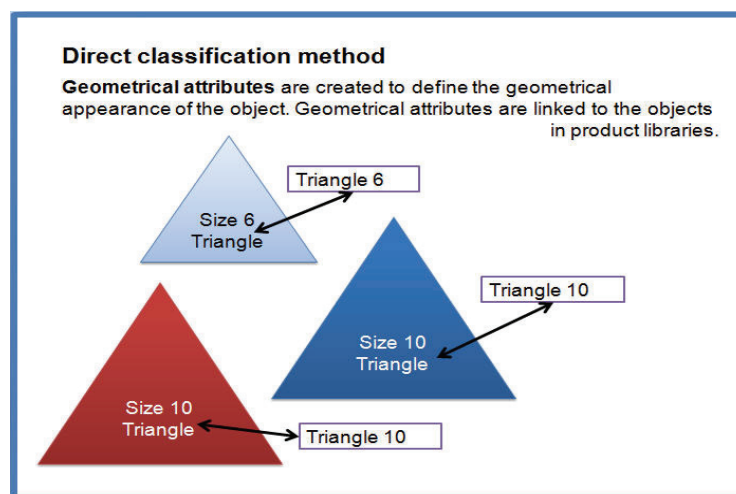 Direct classification method
Geometrical attributes are created to define the geometrical
appearance of the object. Geometrical attributes are linked to the objects
in product libraries.
Triangle 6
Size 6
Triangle
Triangle 10
Size 10
Triangle
Size 10
Triangle
Triangle 10